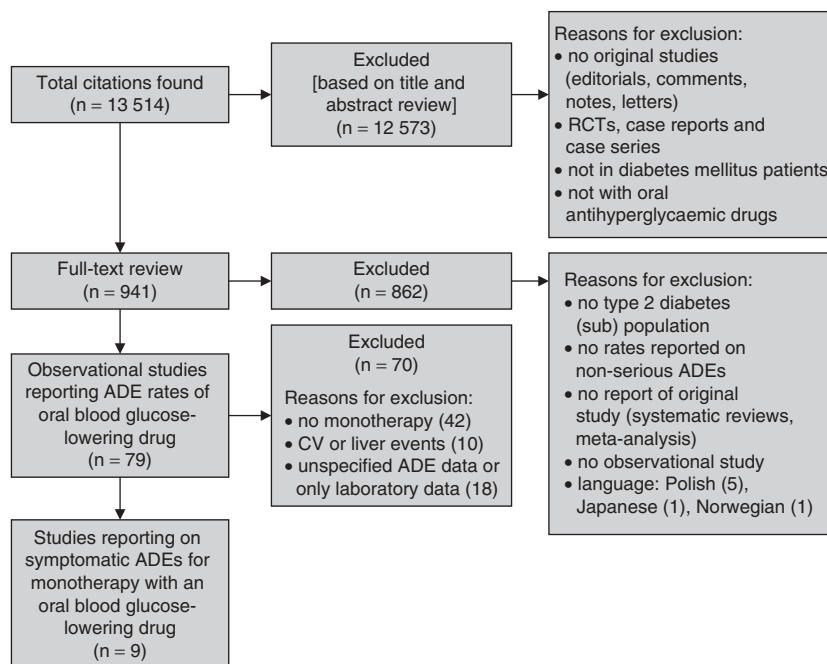 Total citations found
(n = 13 514)
Excluded
[based on title and
abstract review]
(n = 12 573)
Reasons for exclusion:
• no original studies
(editorials, comments,
notes, letters)
• RCTs, case reports and
case series
• not in diabetes mellitus patients
• not with oral
antihyperglycaemic drugs
Full-text review
(n = 941)
Excluded
(n = 862)
Reasons for exclusion:
• no type 2 diabetes
(sub) population
• no rates reported on
non-serious ADEs
• no report of original
study (systematic reviews,
meta-analysis)
• no observational study
• language: Polish (5),
Japanese (1), Norwegian (1)
Observational studies
reporting ADE rates of
oral blood glucose-
lowering drug
(n = 79)
Excluded
(n = 70)
Reasons for exclusion:
• no monotherapy (42)
• CV or liver events (10)
• unspecified ADE data or
only laboratory data (18)
Studies reporting on
symptomatic ADEs for
monotherapy with an
oral blood glucose-
lowering drug
(n = 9)